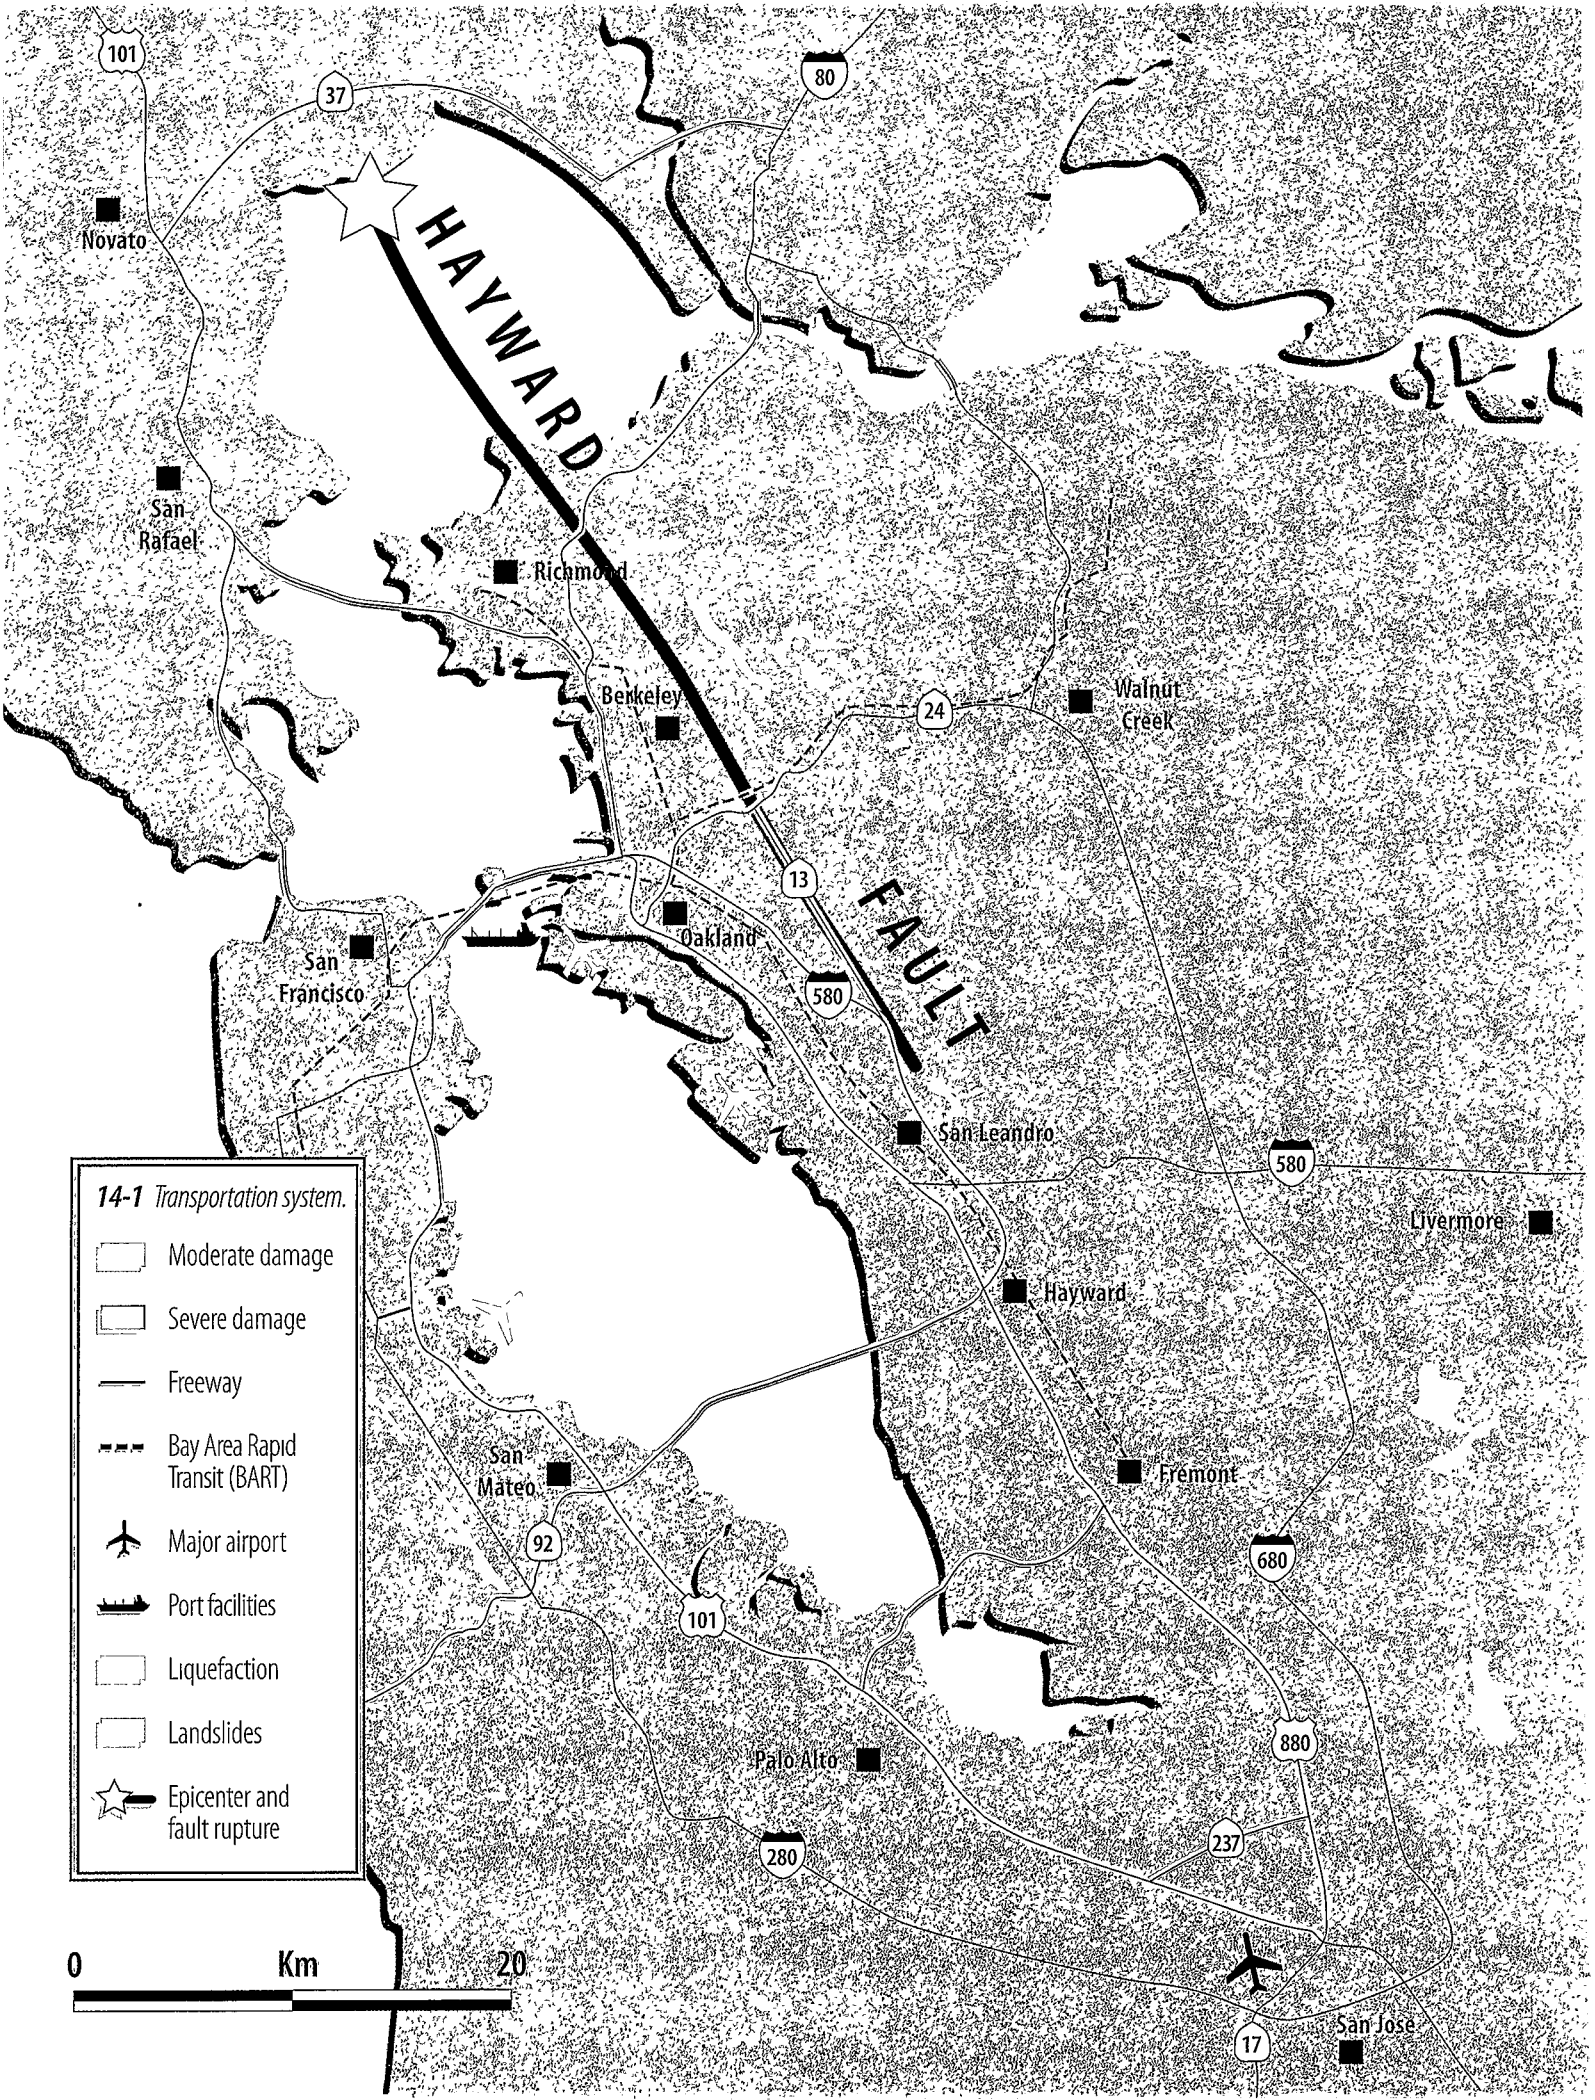 101
37
80
Novato
HAYWARD
San
Rafael
Richmond
Berkeley
24
Walnut
Creek
13
FAULT
Oakland
San
Francisco
580
San Leandro
580
Livermore
Hayward
14-1 Transportation system.
Moderate damage
Severe damage
Freeway
Bay Area Rapid
Transit (BART)
Major airport
Port facilities
Liquefaction
Landslides
Epicenter and
fault rupture
San
Mateo
Fremont
92
680
101
880
Palo Alto
237
280
0 Km 20
San Jose
17